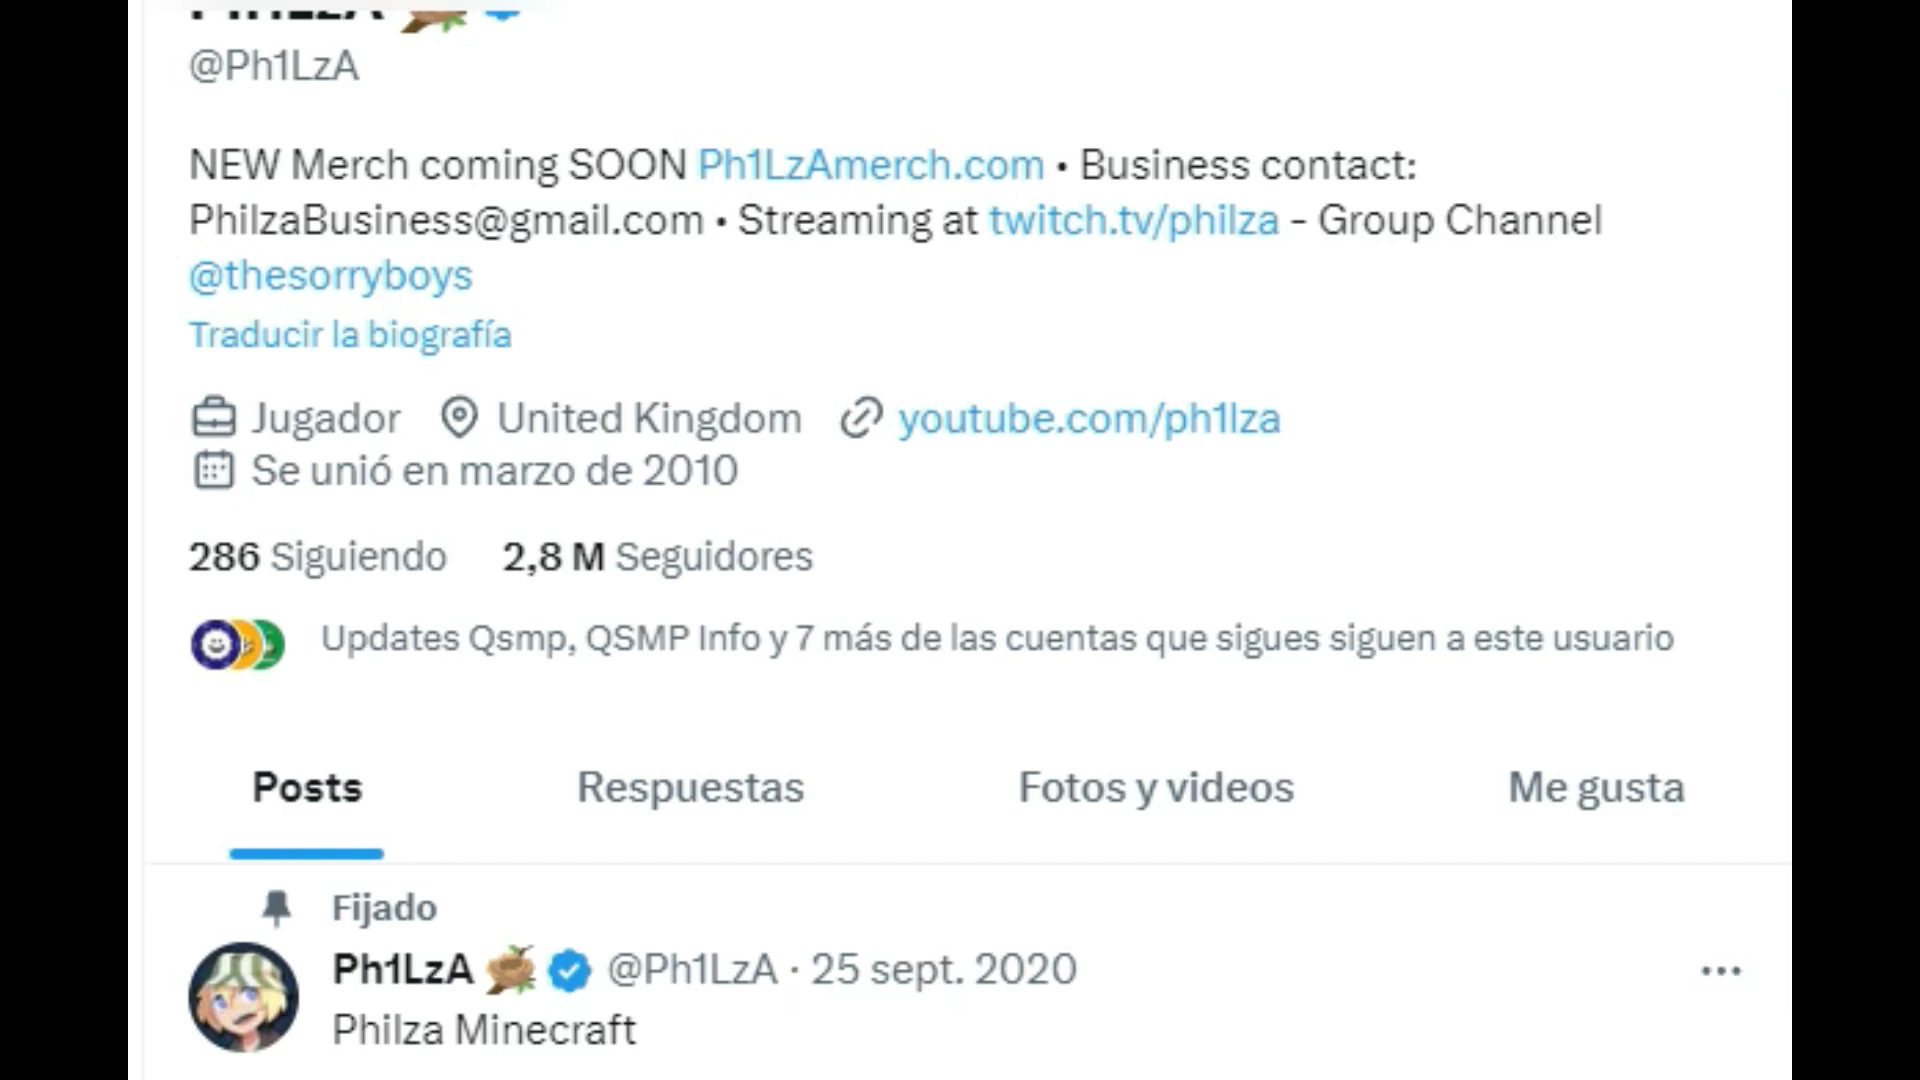 @Ph1LzA
NEW Merch coming SOON Ph1LzAmerch.com • Business contact:
PhilzaBusiness@gmail.com • Streaming at twitch.tv/philza - Group Channel
@thesorryboys
Traducir la biografía
Jugador United Kingdom youtube.com/ph1lza
Se unió en marzo de 2010
286 Siguiendo 2,8 M Seguidores
Updates Qsmp, QSMP Info y 7 más de las cuentas que sigues siguen a este usuario
Posts Respuestas Fotos y videos Me gusta
Fijado
Ph1LzA @Ph1LzA · 25 sept. 2020
Philza Minecraft